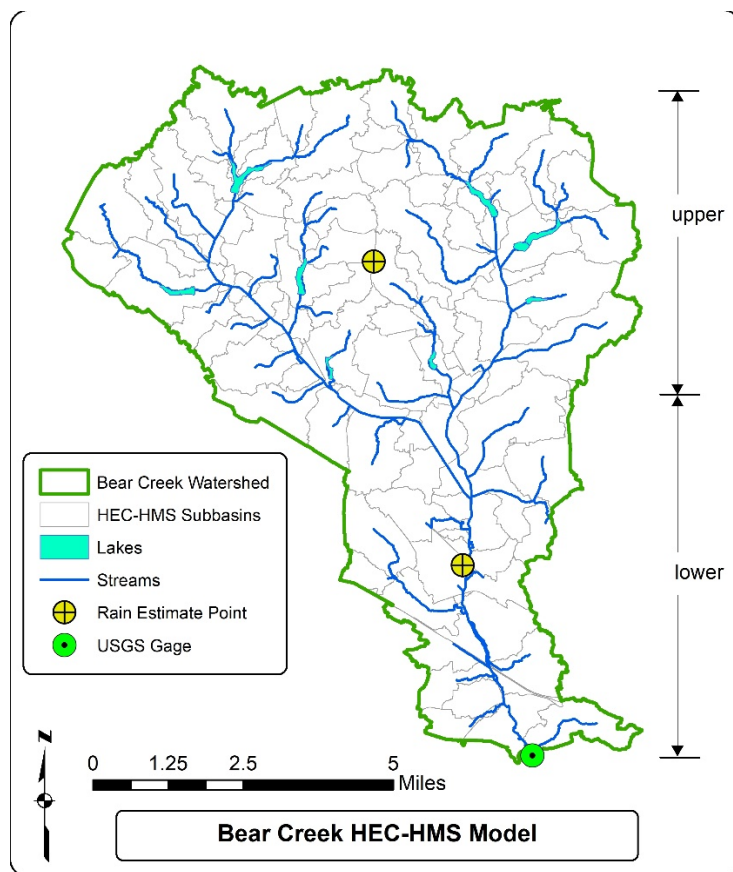 upper
lower
Bear Creek Watershed
HEC-HMS Subbasins
Lakes
Streams
Rain Estimate Point
USGS Gage
N
0 1.25 2.5 5
Miles
Bear Creek HEC-HMS Model